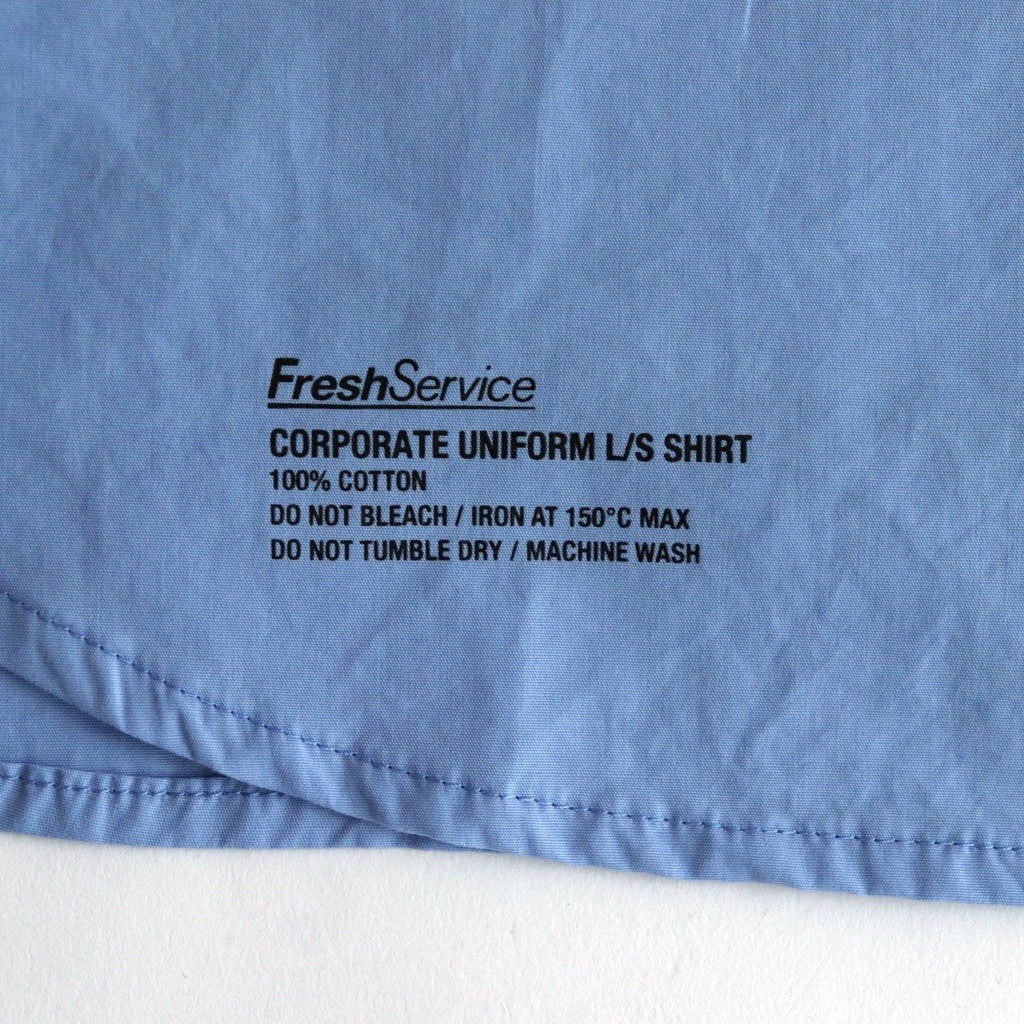 FreshService
CORPORATE UNIFORM L/S SHIRT
100% COTTON
DO NOT BLEACH / IRON AT 150°C MAX
DO NOT TUMBLE DRY / MACHINE WASH